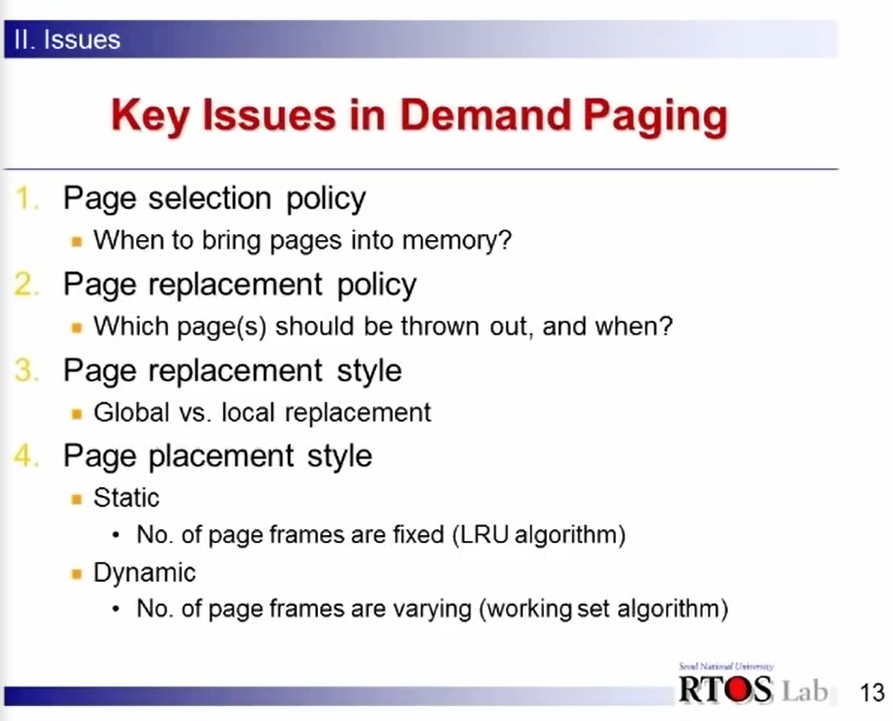 II. Issues
Key Issues in Demand Paging
1. Page selection policy
■ When to bring pages into memory?
2. Page replacement policy
■ Which page(s) should be thrown out, and when?
3. Page replacement style
■ Global vs. local replacement
4. Page placement style
■ Static
• No. of page frames are fixed (LRU algorithm)
■ Dynamic
• No. of page frames are varying (working set algorithm)
Seoul National University
RTOS Lab
13